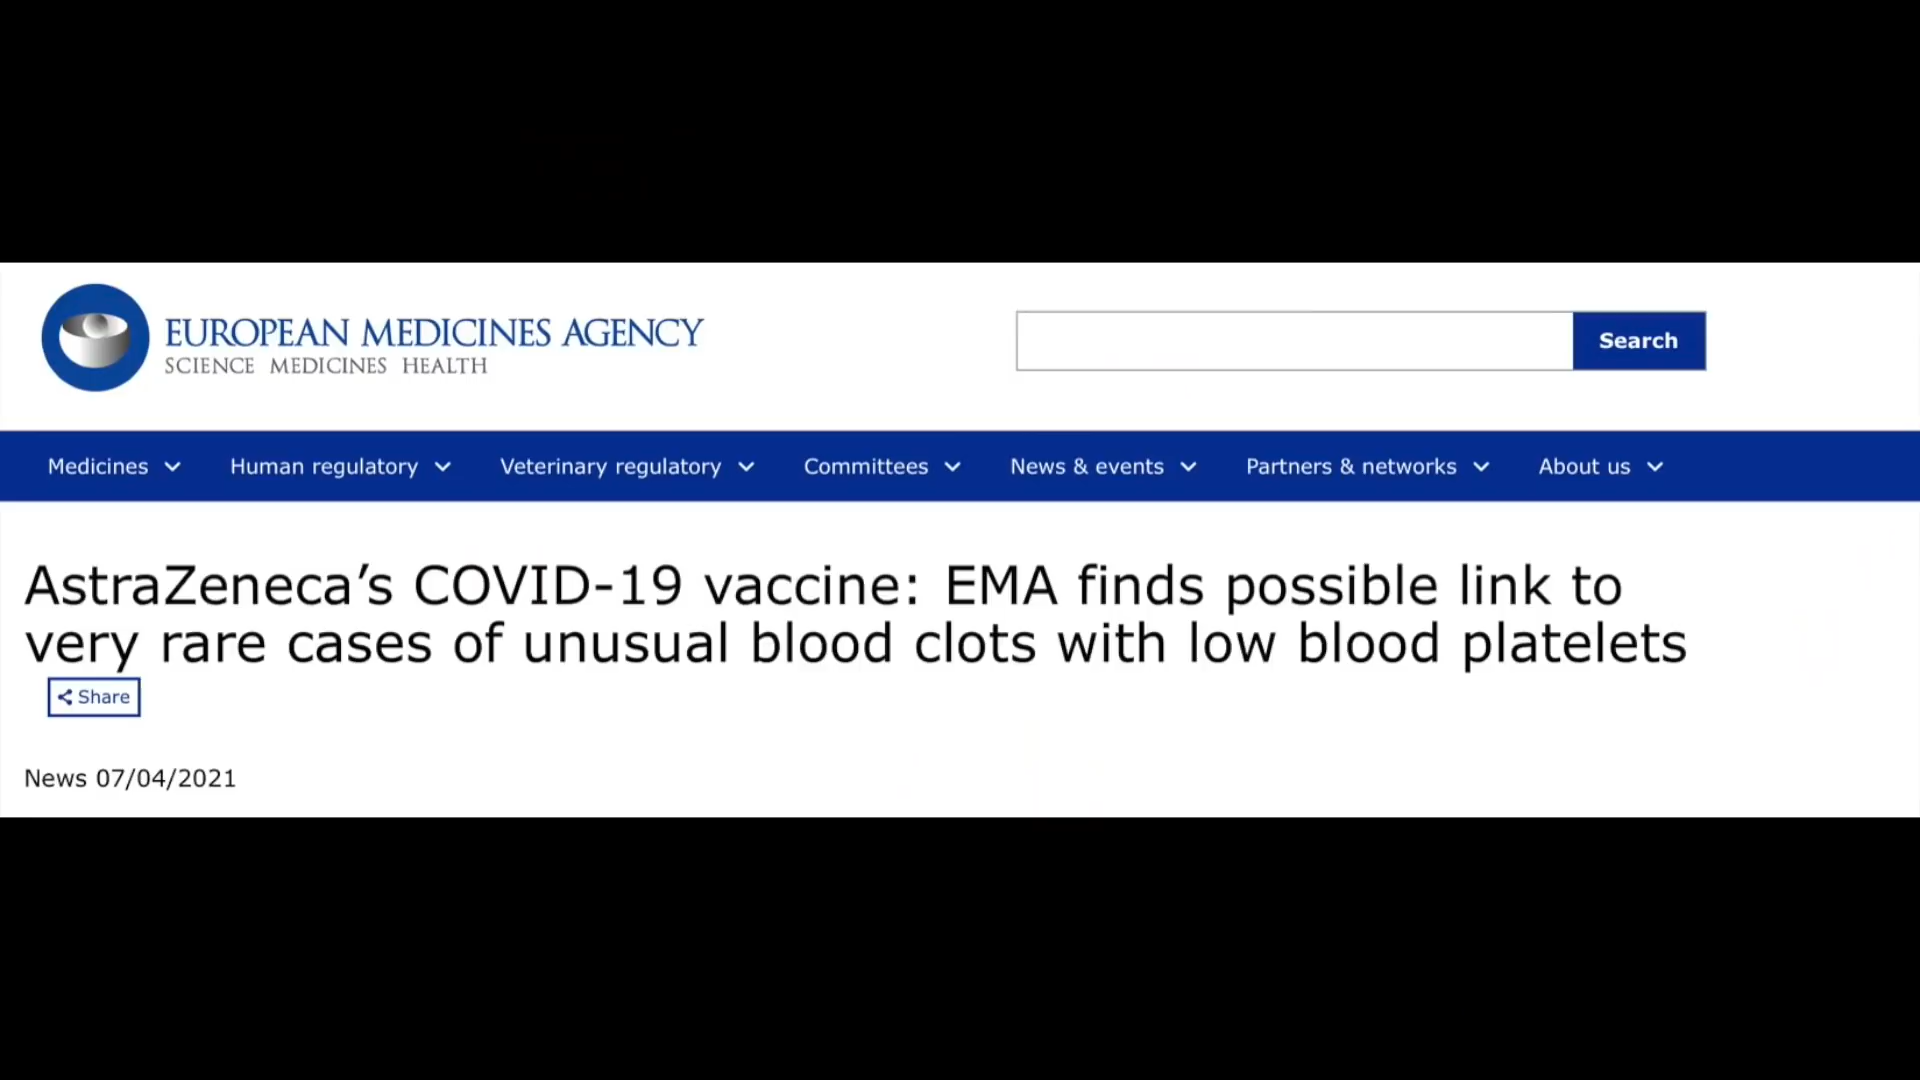 EUROPEAN MEDICINES AGENCY
SCIENCE MEDICINES HEALTH
Search
Medicines
Human regulatory
Veterinary regulatory
Committees
News & events
Partners & networks
About us
AstraZeneca’s COVID-19 vaccine: EMA finds possible link to
very rare cases of unusual blood clots with low blood platelets
Share
News 07/04/2021